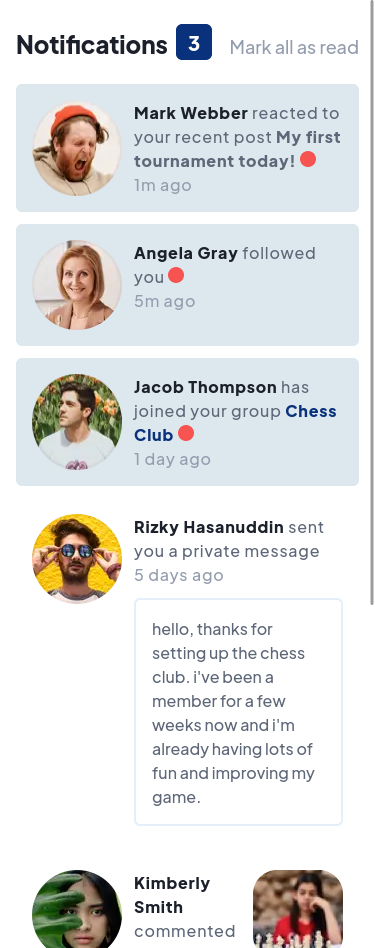 Notifications 3 Mark all as read
Mark Webber reacted to
your recent post My first
tournament today!
1m ago
Angela Gray followed
you
5m ago
Jacob Thompson has
joined your group Chess
Club
1 day ago
Rizky Hasanuddin sent
you a private message
5 days ago
hello, thanks for
setting up the chess
club. i've been a
member for a few
weeks now and i'm
already having lots of
fun and improving my
game.
Kimberly
Smith
commented